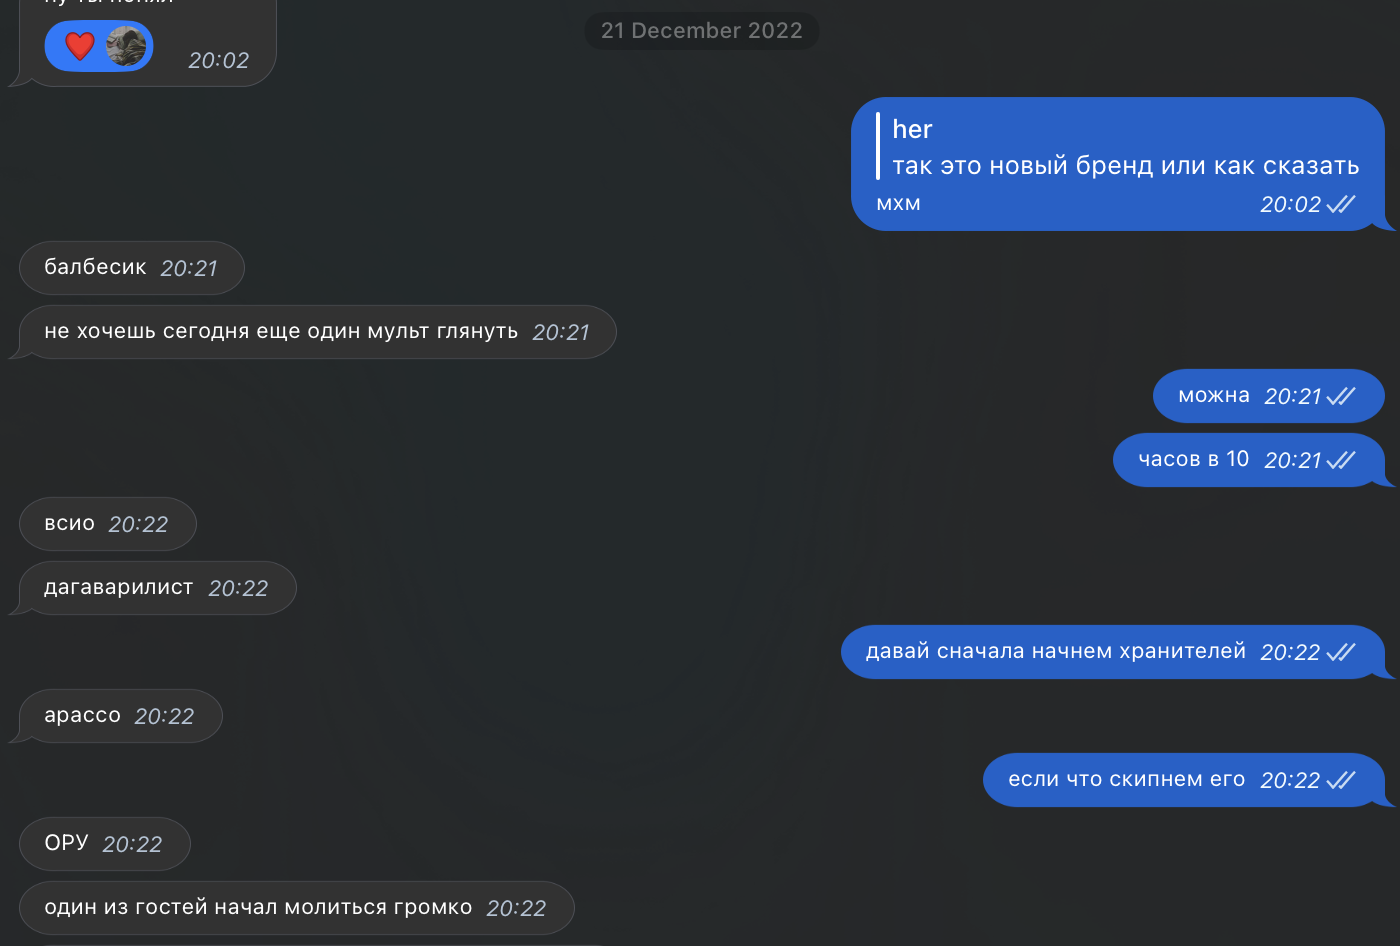 ну ты понял
20:02
21 December 2022
her
так это новый бренд или как сказать
мхм 20:02
балбесик 20:21
не хочешь сегодня еще один мульт глянуть 20:21
можна 20:21
часов в 10 20:21
всио 20:22
дагаварилист 20:22
давай сначала начнем хранителей 20:22
арассо 20:22
если что скипнем его 20:22
ОРУ 20:22
один из гостей начал молиться громко 20:22